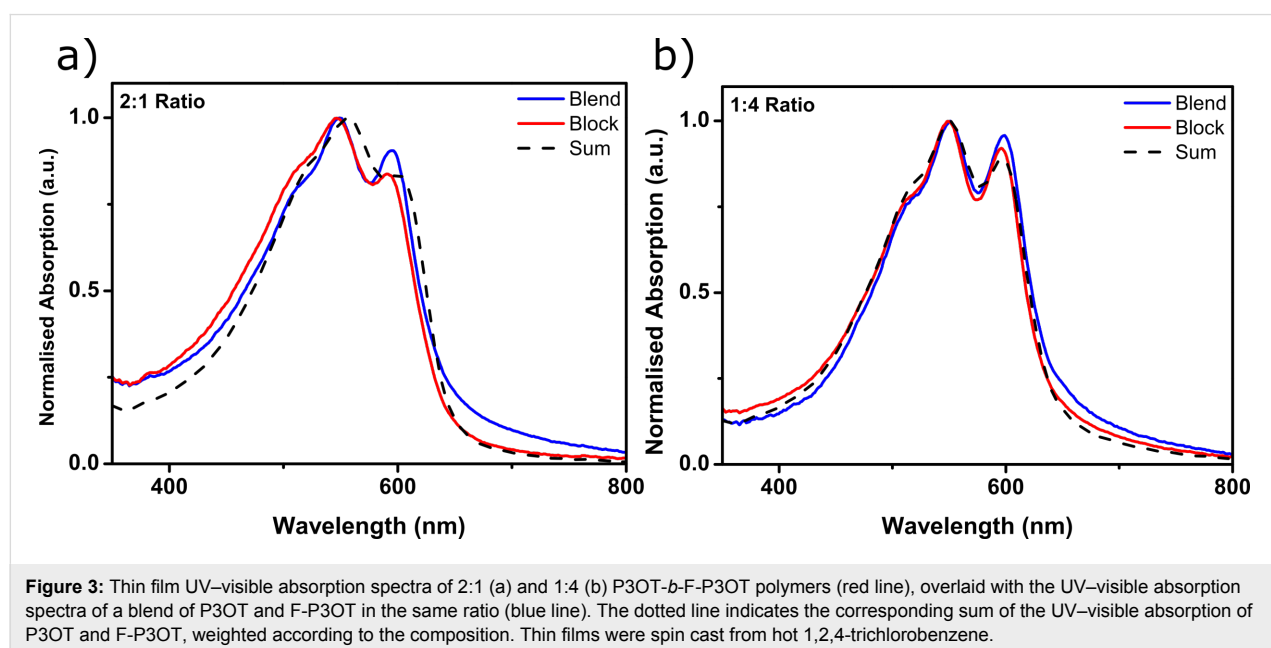 a)
2:1 Ratio
Blend
Block
Sum
1.0
0.5
0.0
Normalised Absorption (a.u.)
400
600
800
Wavelength (nm)
b)
1:4 Ratio
Blend
Block
Sum
1.0
0.5
0.0
Normalised Absorption (a.u.)
400
600
800
Wavelength (nm)
Figure 3: Thin film UV–visible absorption spectra of 2:1 (a) and 1:4 (b) P3OT-b-F-P3OT polymers (red line), overlaid with the UV–visible absorption
spectra of a blend of P3OT and F-P3OT in the same ratio (blue line). The dotted line indicates the corresponding sum of the UV–visible absorption of
P3OT and F-P3OT, weighted according to the composition. Thin films were spin cast from hot 1,2,4-trichlorobenzene.